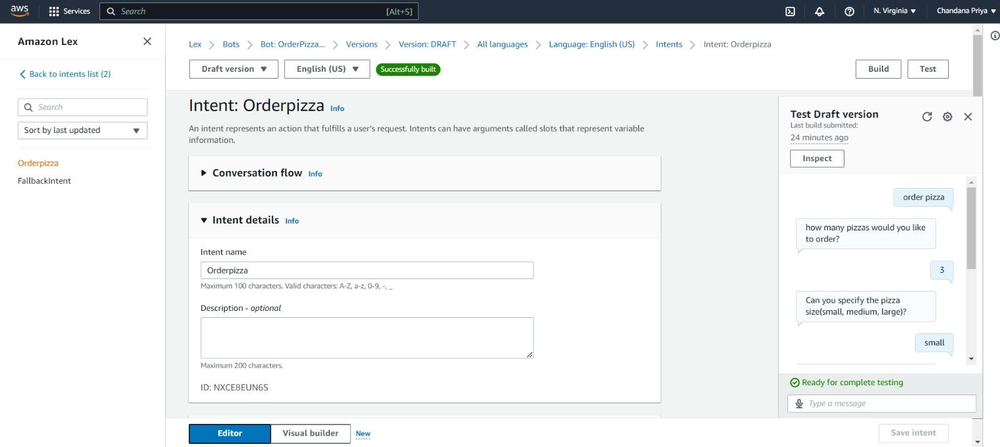 aws
Services
Search
[Alt+S]
N. Virginia
Chandana Priya
Amazon Lex
Back to intents list (2)
Search
Sort by last updated
Orderpizza
FallbackIntent
Lex
Bots
Bot: OrderPizza...
Versions
Version: DRAFT
All languages
Language: English (US)
Intents
Intent: Orderpizza
Draft version
English (US)
Successfully built
Build
Test
Intent: Orderpizza Info
An intent represents an action that fulfills a user's request. Intents can have arguments called slots that represent variable
information.
Conversation flow Info
Intent details Info
Intent name
Orderpizza
Maximum 100 characters. Valid characters: A-Z, a-z, 0-9, -, _
Description - optional
Maximum 200 characters.
ID: NXCE8EUN6S
Editor
Visual builder
New
Test Draft version
Last build submitted:
24 minutes ago
Inspect
order pizza
how many pizzas would you like
to order?
3
Can you specify the pizza
size(small, medium, large)?
small
Ready for complete testing
Type a message
Save intent